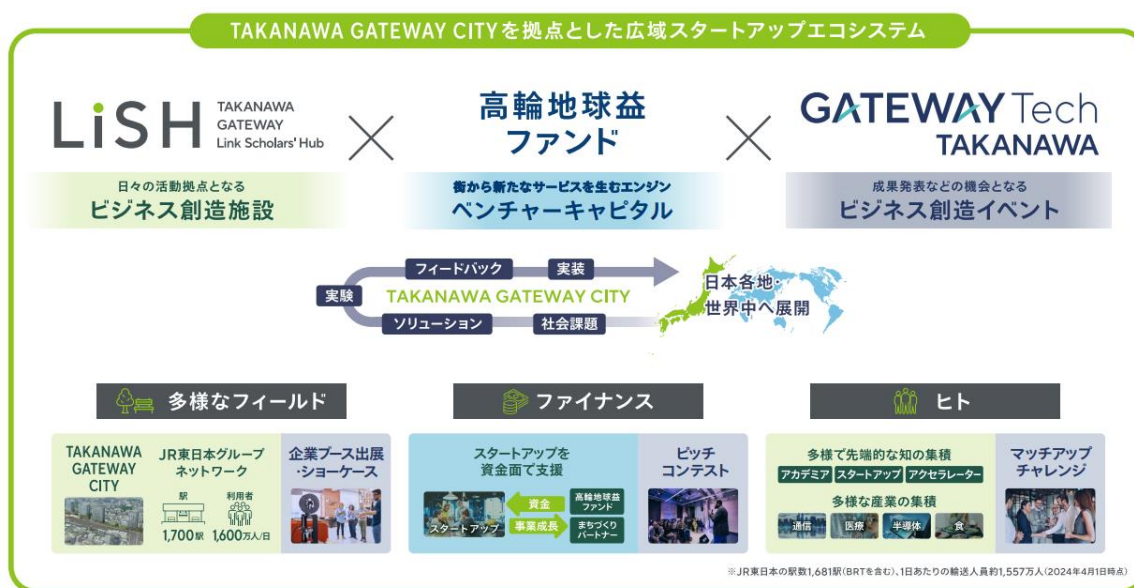 TAKANAWA GATEWAY CITYを拠点とした広域スタートアップエコシステム
LiSH
TAKANAWA
GATEWAY
Link Scholars' Hub
高輪地球益
ファンド
GATEWAY Tech
TAKANAWA
日々の活動拠点となる
ビジネス創造施設
街から新たなサービスを生むエンジン
ベンチャーキャピタル
成果発表などの機会となる
ビジネス創造イベント
フィードバック
実装
実験
TAKANAWA GATEWAY CITY
ソリューション
社会課題
日本各地・
世界中へ展開
多様なフィールド
ファイナンス
ヒト
TAKANAWA
GATEWAY
CITY
JR東日本グループ
ネットワーク
駅
利用者
1,700駅
1,600万人/日
企業ブース出展
・ショーケース
スタートアップを
資金面で支援
スタートアップ
資金
事業成長
高輪地球益
ファンド
まちづくり
パートナー
ピッチ
コンテスト
多様で先端的な知の集積
アカデミア
スタートアップ
アクセラレーター
多様な産業の集積
通信
医療
半導体
食
マッチアップ
チャレンジ
※JR東日本の駅数1,681駅(BRTを含む)、1日あたりの輸送人員約1,557万人(2024年4月1日時点)